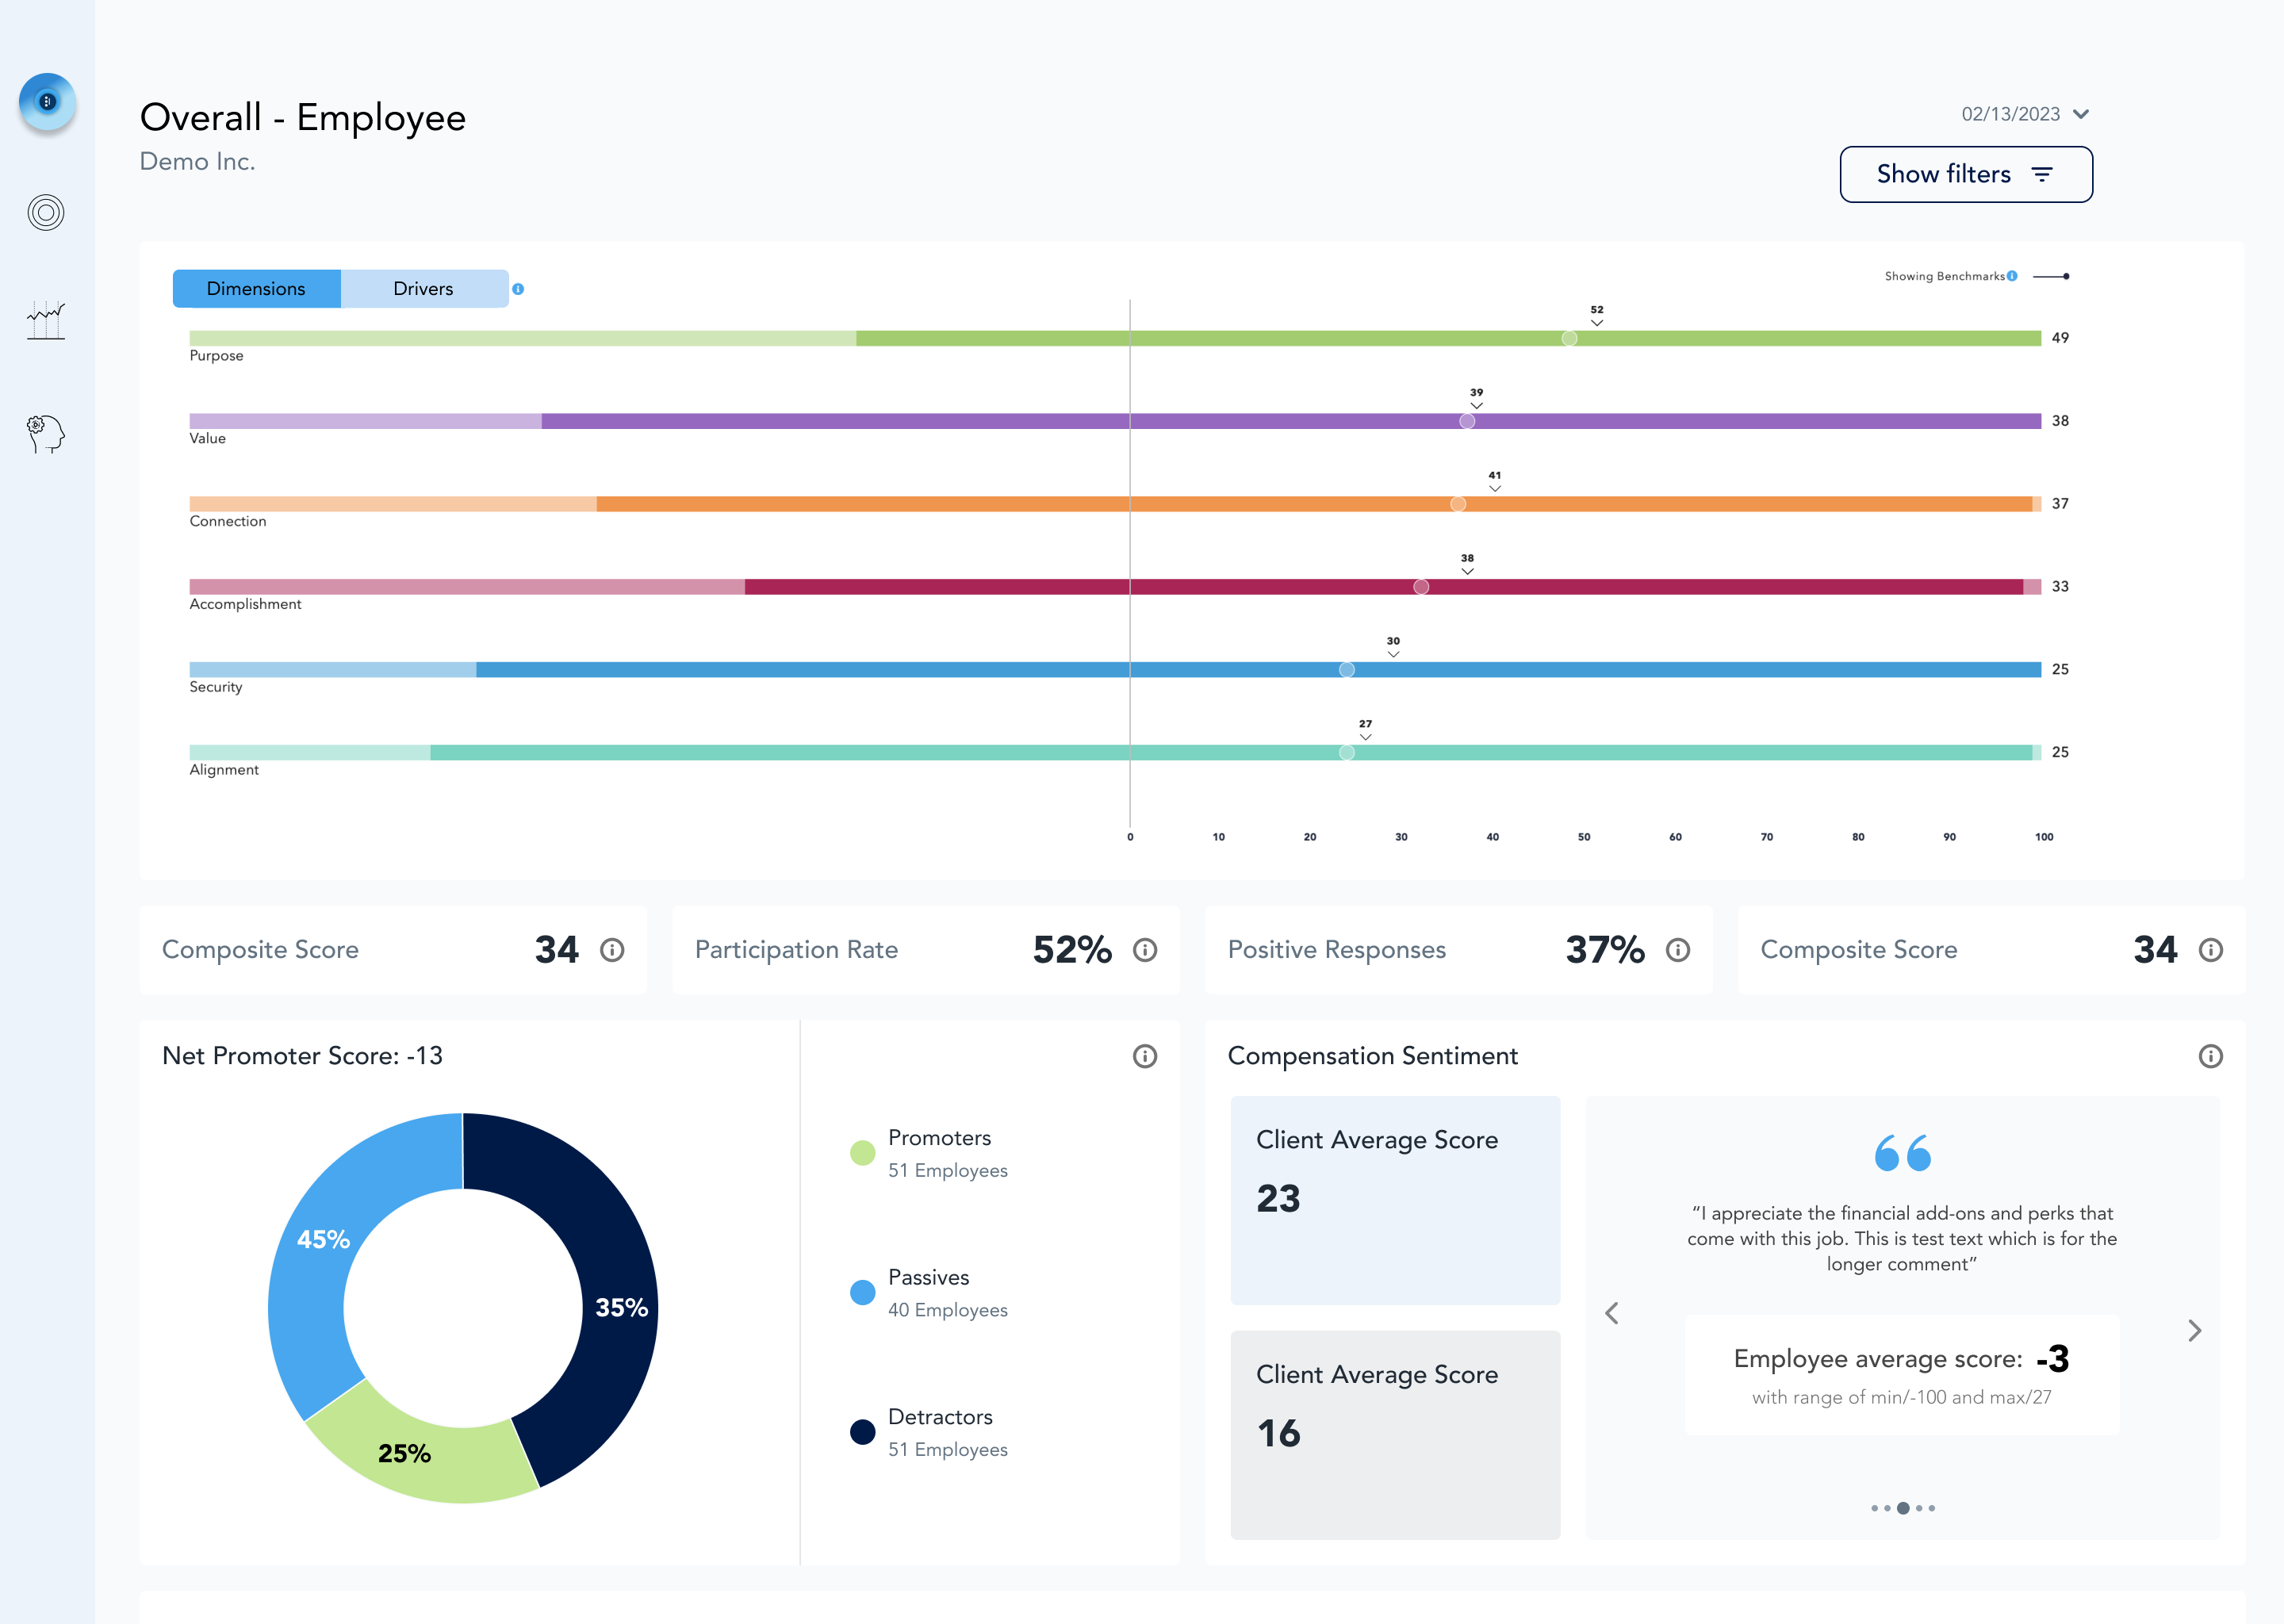 Overall - Employee
Demo Inc.
02/13/2023
Show filters
Dimensions
Drivers
Showing Benchmarks
52
49
Purpose
39
38
Value
41
37
Connection
38
33
Accomplishment
30
25
Security
27
25
Alignment
0 10 20 30 40 50 60 70 80 90 100
Composite Score 34
Participation Rate 52%
Positive Responses 37%
Composite Score 34
Net Promoter Score: -13
45%
35%
25%
Promoters
51 Employees
Passives
40 Employees
Detractors
51 Employees
Compensation Sentiment
Client Average Score
23
Client Average Score
16
“I appreciate the financial add-ons and perks that
come with this job. This is test text which is for the
longer comment”
Employee average score: -3
with range of min/-100 and max/27